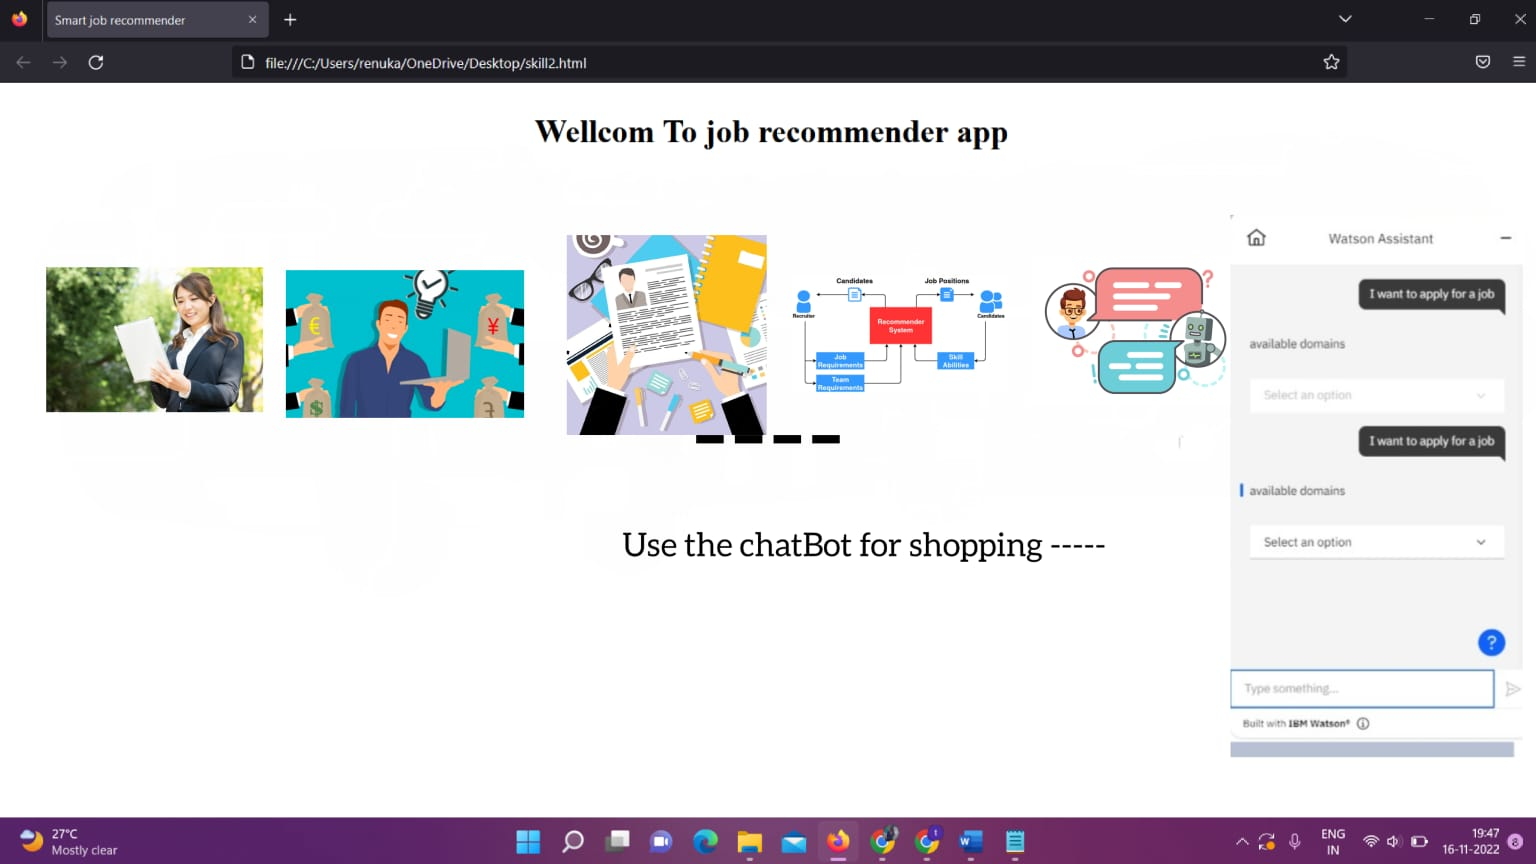 Smart job recommender
file:///C:/Users/renuka/OneDrive/Desktop/skill2.html
Wellcom To job recommender app
€
¥
$
Candidates
Job Positions
Recruiter
Recommender
System
Candidates
Job
Requirements
Team
Requirements
Skill
Abilities
?
Use the chatBot for shopping -----
Watson Assistant
I want to apply for a job
available domains
Select an option
I want to apply for a job
available domains
Select an option
?
Type something...
Built with IBM Watson®
27°C
Mostly clear
ENG
IN
19:47
16-11-2022
8